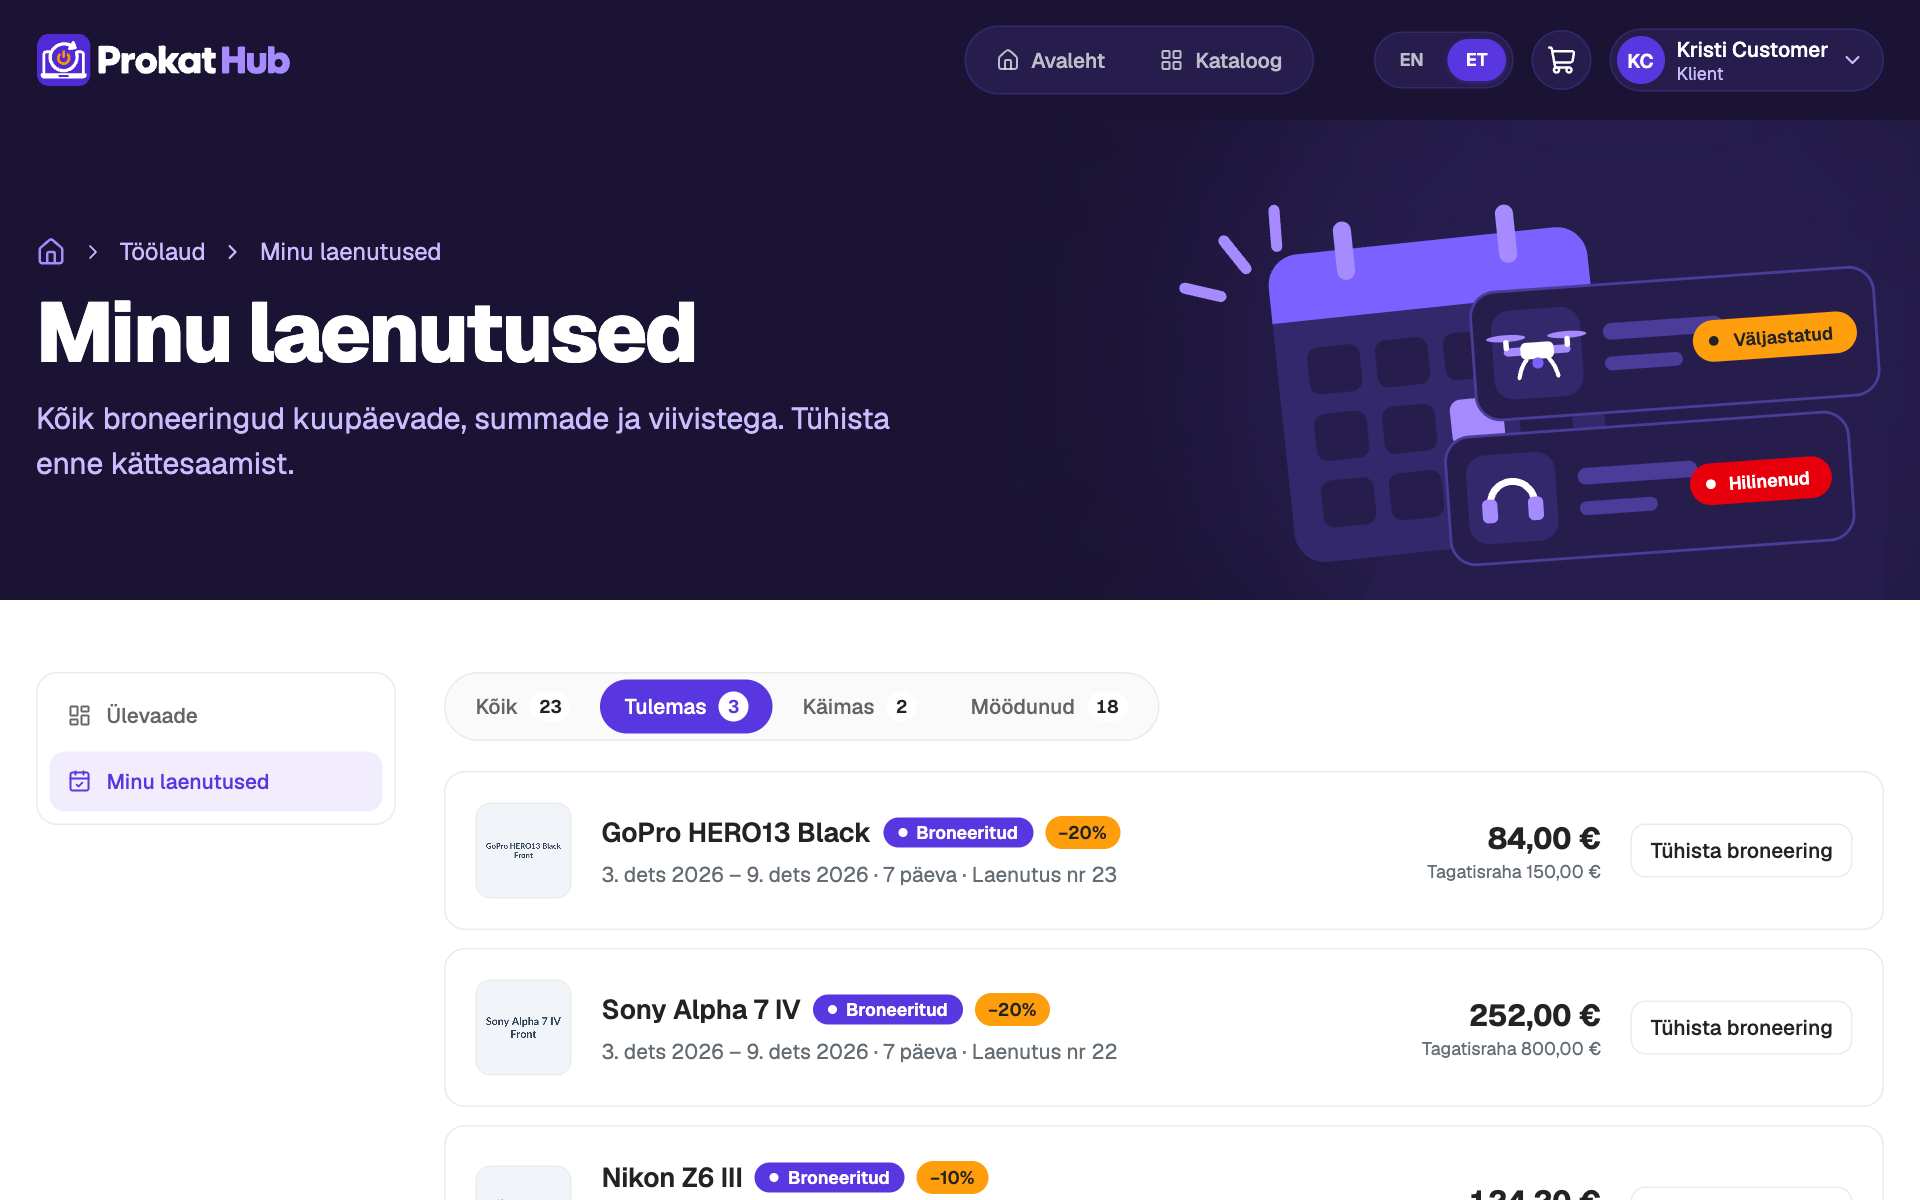 ProkatHub
Avaleht
Kataloog
EN
ET
KC
Kristi Customer
Klient
Töölaud
Minu laenutused
Minu laenutused
Kõik broneeringud kuupäevade, summade ja viivistega. Tühista
enne kättesaamist.
Väljastatud
Hilinenud
Ülevaade
Minu laenutused
Kõik 23
Tulemas 3
Käimas 2
Möödunud 18
GoPro HERO13 Black
Front
GoPro HERO13 Black
Broneeritud
−20%
3. dets 2026 – 9. dets 2026 · 7 päeva · Laenutus nr 23
84,00 €
Tagatisraha 150,00 €
Tühista broneering
Sony Alpha 7 IV
Front
Sony Alpha 7 IV
Broneeritud
−20%
3. dets 2026 – 9. dets 2026 · 7 päeva · Laenutus nr 22
252,00 €
Tagatisraha 800,00 €
Tühista broneering
Nikon Z6 III
Broneeritud
−10%